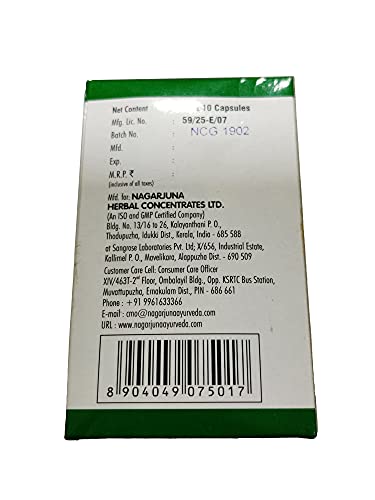 Net Content : 10 Capsules
Mfg. Lic. No. : 59/25-E/07
Batch No. : NCG 1902
Mfd. :
Exp. :
M.R.P. ₹ :
(inclusive of all taxes)
Mfd for: NAGARJUNA
HERBAL CONCENTRATES LTD.
(An ISO and GMP Certified Company)
Bldg. No. 13/16 to 26, Kalayanthani P. O.,
Thodupuzha, Idukki Dist., Kerala, India - 685 588
at Sangrose Laboratories Pvt. Ltd; X/656, Industrial Estate,
Kallimel P. O., Mavelikara, Alappuzha Dist. - 690 509
Customer Care Cell: Consumer Care Officer
XIV/463T-2nd Floor, Ombalayil Bldg., Opp. KSRTC Bus Station,
Muvattupuzha, Ernakulam Dist., PIN - 686 661
Phone : +91 9961633366
E-mail : cmo@nagarjunaayurveda.com
URL : www.nagarjunaayurveda.com
8 904049 075017